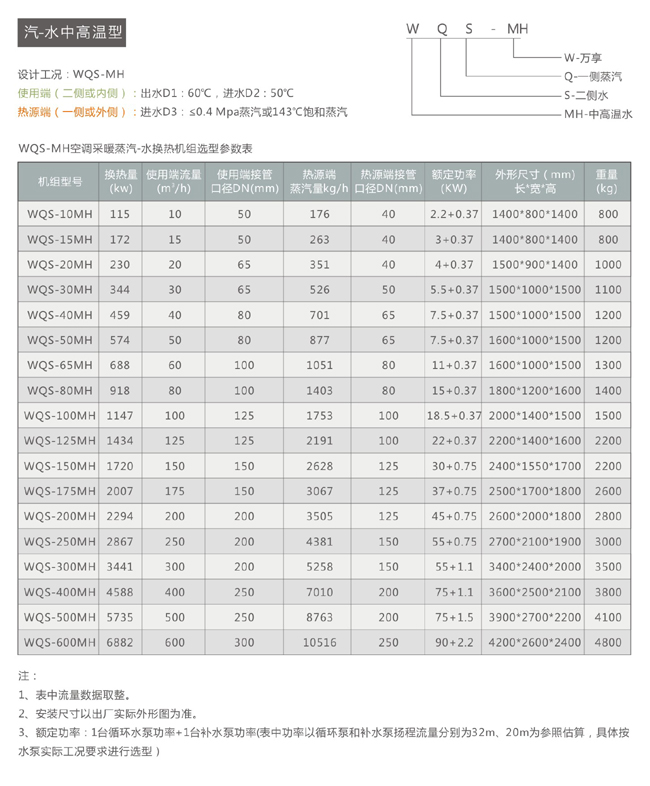 汽-水中高温型
W Q S - MH
W-万享
Q-一侧蒸汽
S-二侧水
MH-中高温水
设计工况：WQS-MH
使用端（二侧或内侧）：出水D1：60℃，进水D2：50℃
热源端（一侧或外侧）：进水D3：≤0.4 Mpa蒸汽或143℃饱和蒸汽
WQS-MH空调采暖蒸汽-水换热机组选型参数表
机组型号 换热量(kw) 使用端流量(m³/h) 使用端接管口径DN(mm) 热源端蒸汽量kg/h 热源端接管口径DN(mm) 额定功率(KW) 外形尺寸（mm)长*宽*高 重量(kg)
WQS-10MH 115 10 50 176 40 2.2+0.37 1400*800*1400 800
WQS-15MH 172 15 50 263 40 3+0.37 1400*800*1400 800
WQS-20MH 230 20 65 351 40 4+0.37 1500*900*1400 1000
WQS-30MH 344 30 65 526 50 5.5+0.37 1500*1000*1500 1100
WQS-40MH 459 40 80 701 65 7.5+0.37 1500*1000*1500 1200
WQS-50MH 574 50 80 877 65 7.5+0.37 1600*1000*1500 1200
WQS-65MH 688 60 100 1051 80 11+0.37 1600*1000*1500 1300
WQS-80MH 918 80 100 1403 80 15+0.37 1800*1200*1600 1400
WQS-100MH 1147 100 125 1753 100 18.5+0.37 2000*1400*1500 1500
WQS-125MH 1434 125 125 2191 100 22+0.37 2200*1400*1600 2200
WQS-150MH 1720 150 150 2628 125 30+0.75 2400*1550*1700 2200
WQS-175MH 2007 175 150 3067 125 37+0.75 2500*1700*1800 2600
WQS-200MH 2294 200 200 3505 125 45+0.75 2600*2000*1800 2800
WQS-250MH 2867 250 200 4381 150 55+0.75 2700*2100*1900 3000
WQS-300MH 3441 300 200 5258 150 55+1.1 3400*2400*2000 3500
WQS-400MH 4588 400 250 7010 200 75+1.1 3600*2500*2100 3800
WQS-500MH 5735 500 250 8763 200 75+1.5 3900*2700*2200 4100
WQS-600MH 6882 600 300 10516 250 90+2.2 4200*2600*2400 4800
注：
1、表中流量数据取整。
2、安装尺寸以出厂实际外形图为准。
3、额定功率：1台循环水泵功率+1台补水泵功率(表中功率以循环泵和补水泵扬程流量分别为32m、20m为参照估算，具体按
水泵实际工况要求进行选型）